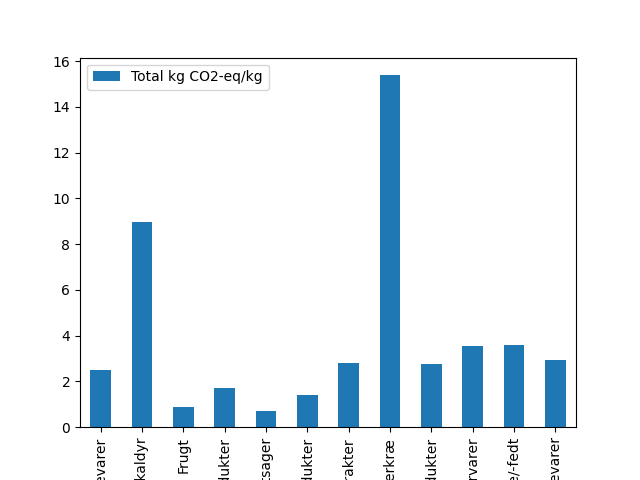 Total kg CO2-eq/kg
16
14
12
10
8
6
4
2
0
evarer
kaldyr
Frugt
dukter
tsager
dukter
rakter
erkræ
dukter
rvarer
e/-fedt
evarer